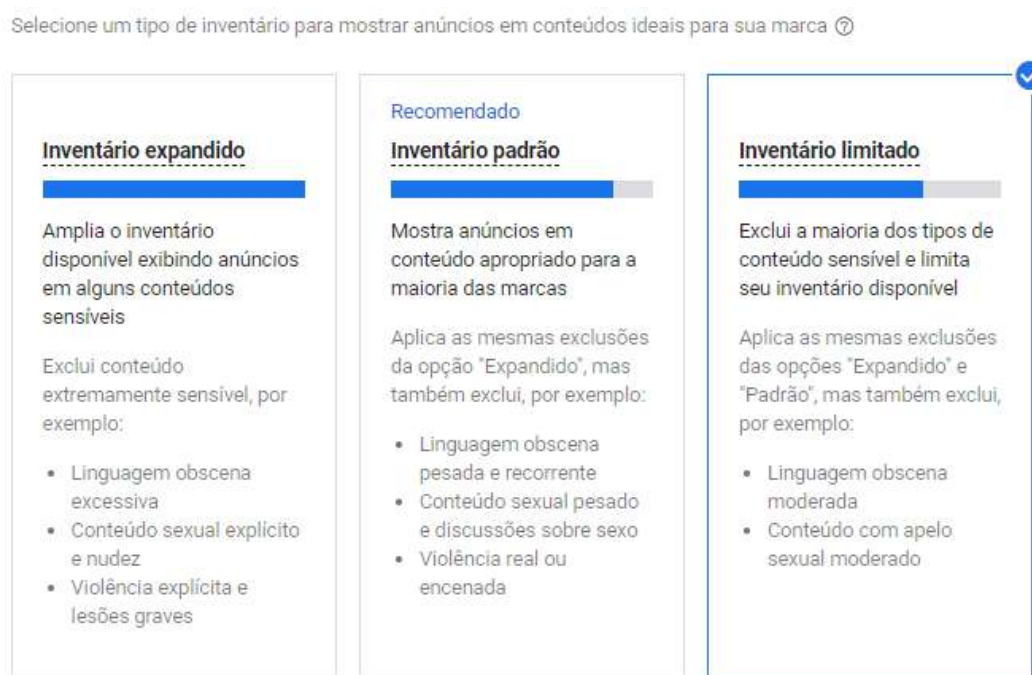 Selecione um tipo de inventário para mostrar anúncios em conteúdos ideais para sua marca
Inventário expandido
Amplia o inventário
disponível exibindo anúncios
em alguns conteúdos
sensíveis
Exclui conteúdo
extremamente sensível, por
exemplo:
• Linguagem obscena
excessiva
• Conteúdo sexual explícito
e nudez
• Violência explícita e
lesões graves
Recomendado
Inventário padrão
Mostra anúncios em
conteúdo apropriado para a
maioria das marcas
Aplica as mesmas exclusões
da opção "Expandido", mas
também exclui, por exemplo:
• Linguagem obscena
pesada e recorrente
• Conteúdo sexual pesado
e discussões sobre sexo
• Violência real ou
encenada
Inventário limitado
Exclui a maioria dos tipos de
conteúdo sensível e limita
seu inventário disponível
Aplica as mesmas exclusões
das opções "Expandido" e
"Padrão", mas também exclui,
por exemplo:
• Linguagem obscena
moderada
• Conteúdo com apelo
sexual moderado